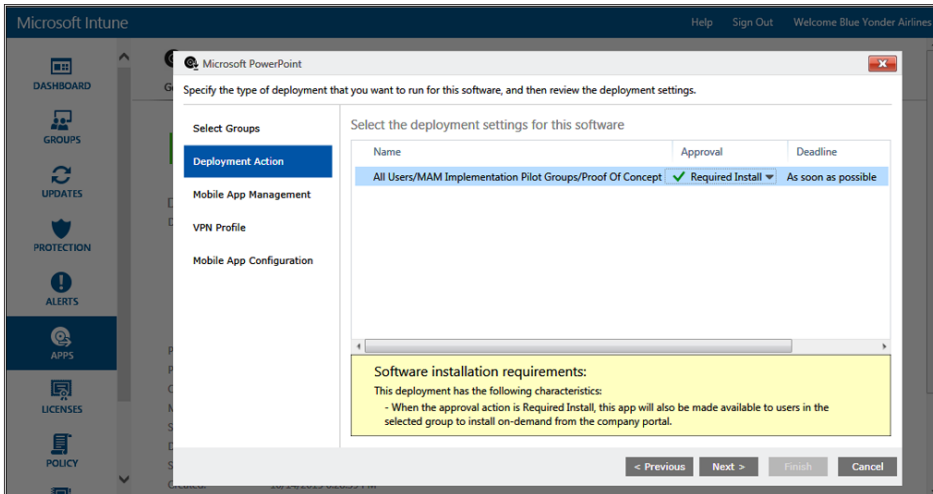 Microsoft Intune
Help Sign Out Welcome Blue Yonder Airlines
DASHBOARD
GROUPS
UPDATES
PROTECTION
ALERTS
APPS
LICENSES
POLICY
Microsoft PowerPoint
Specify the type of deployment that you want to run for this software, and then review the deployment settings.
Select Groups
Deployment Action
Mobile App Management
VPN Profile
Mobile App Configuration
Select the deployment settings for this software
Name Approval Deadline
All Users/MAM Implementation Pilot Groups/Proof Of Concept Required Install As soon as possible
Software installation requirements:
This deployment has the following characteristics:
- When the approval action is Required Install, this app will also be made available to users in the
selected group to install on-demand from the company portal.
< Previous Next > Finish Cancel